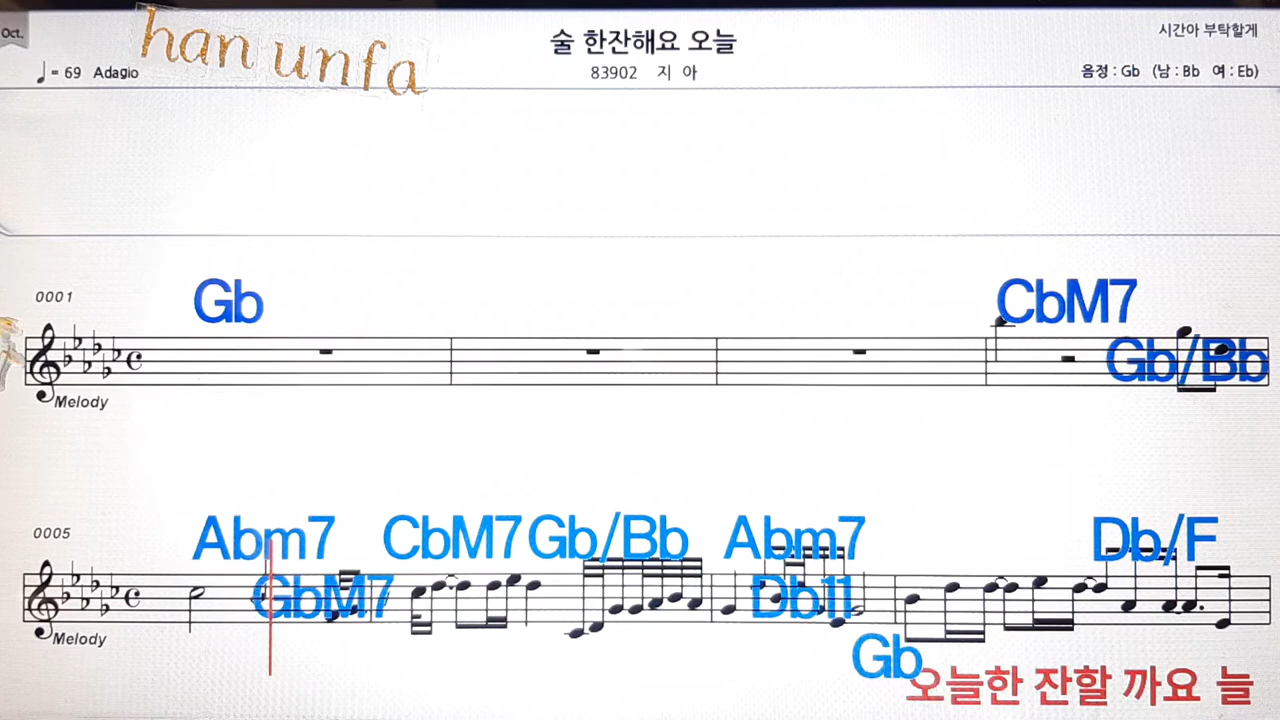 Oct.
han unfa
술 한잔해요 오늘
시간아 부탁할게
♩= 69 Adagio
83902 지 아
음정 : Gb (남 : Bb 여 : Eb)
0001
Gb
CbM7
Gb/Bb
Melody
0005
Abm7 CbM7 Gb/Bb Abm7 Db/F
GbM7 Db11
Melody
Gb
오늘한 잔할 까요 늘